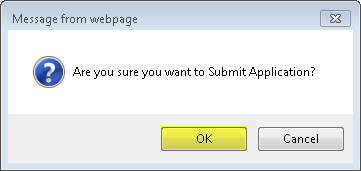 Message from webpage
Are you sure you want to Submit Application?
OK
Cancel